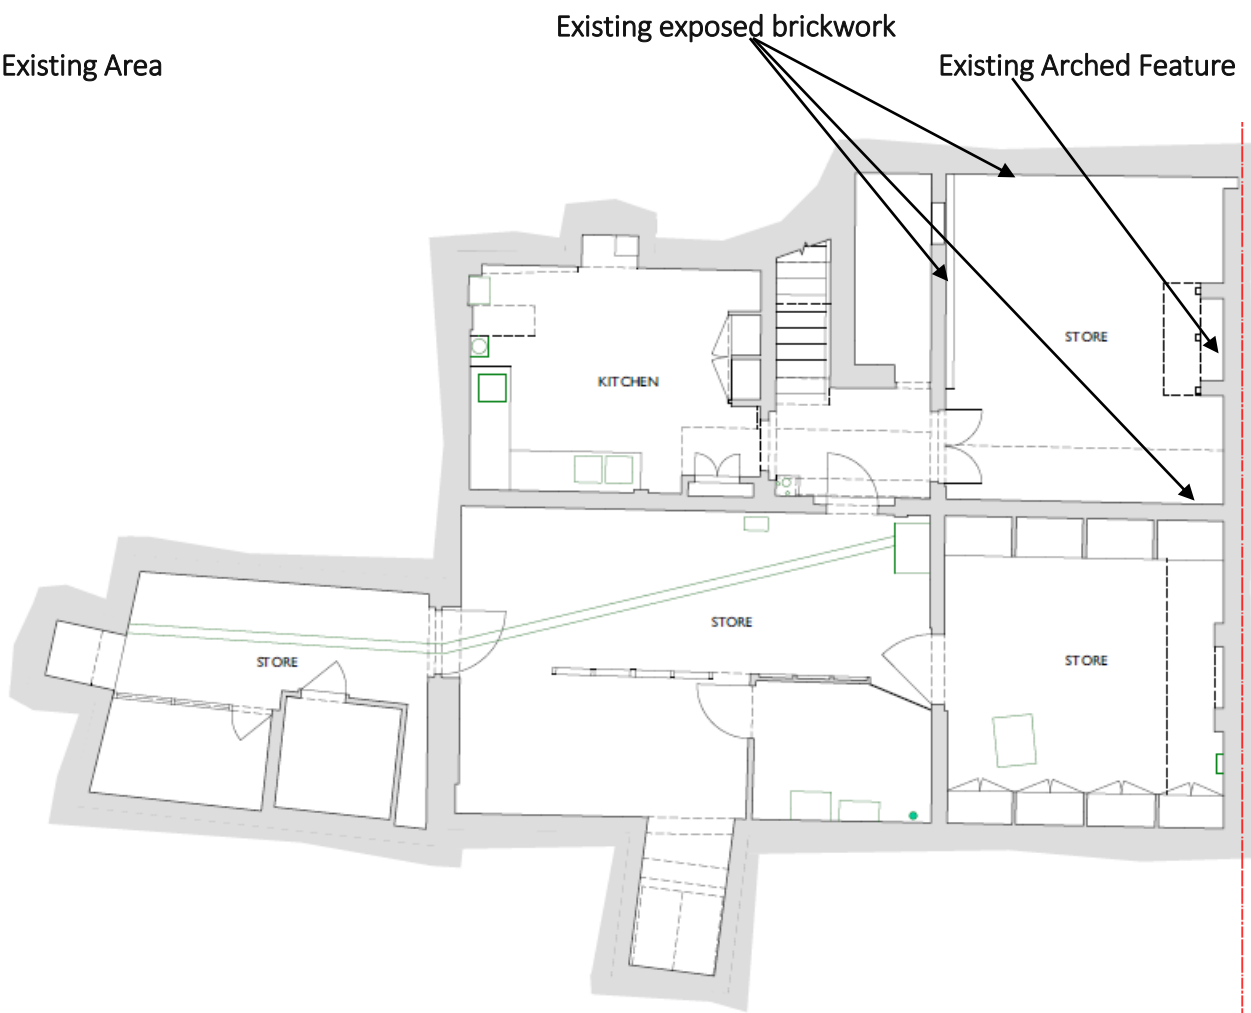 Existing exposed brickwork
Existing Area
Existing Arched Feature
STORE
KITCHEN
STORE
STORE
STORE